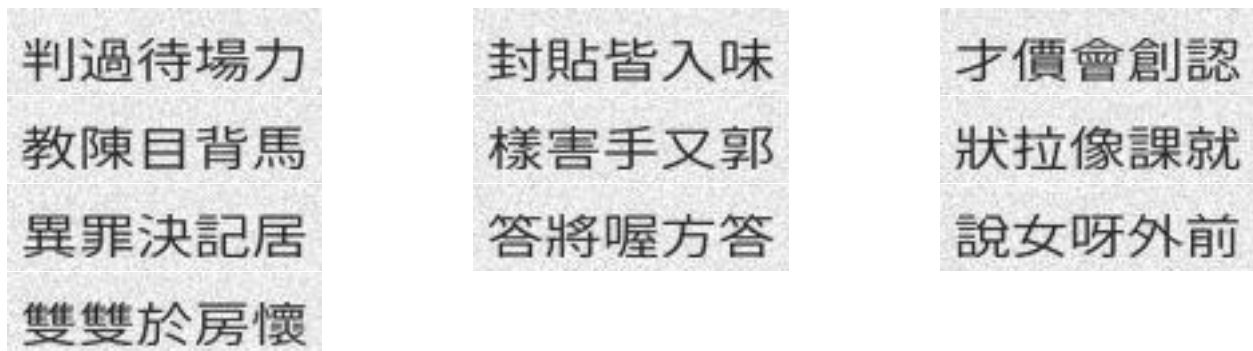 判過待場力
封貼皆入味
才價會創認
教陳目背馬
樣害手又郭
狀拉像課就
異罪決記居
答將喔方答
說女呀外前
雙雙於房懷